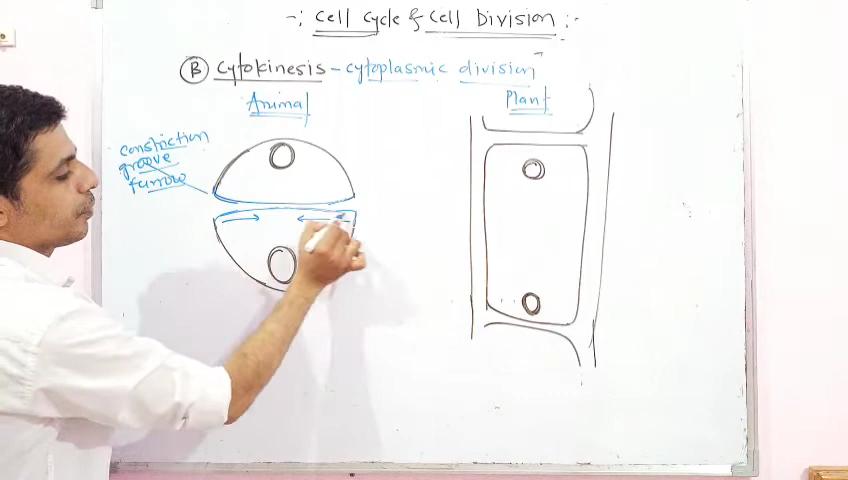 -: Cell Cycle & Cell Division :-
(B) Cytokinesis - cytoplasmic division
Animal
Plant
constriction
groove
furrow